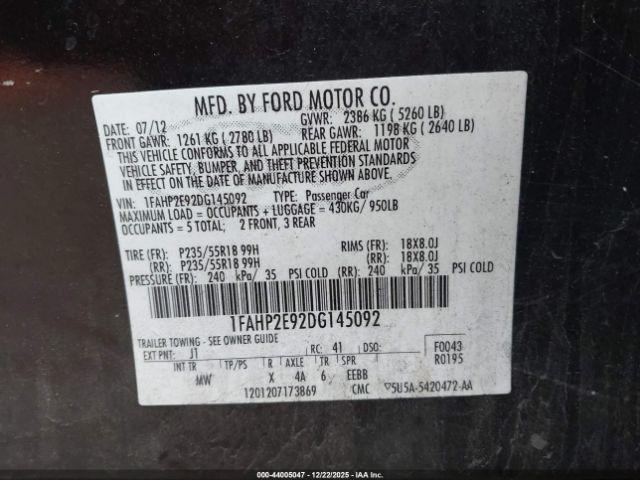 MFD. BY FORD MOTOR CO.
DATE: 07/12 GVWR: 2386 KG ( 5260 LB)
FRONT GAWR: 1261 KG ( 2780 LB) REAR GAWR: 1198 KG ( 2640 LB)
THIS VEHICLE CONFORMS TO ALL APPLICABLE FEDERAL MOTOR
VEHICLE SAFETY, BUMPER, AND THEFT PREVENTION STANDARDS
IN EFFECT ON THE DATE OF MANUFACTURE SHOWN ABOVE.
VIN: 1FAHP2E92DG145092 TYPE: Passenger Car
MAXIMUM LOAD = OCCUPANTS + LUGGAGE = 430KG/ 950LB
OCCUPANTS = 5 TOTAL; 2 FRONT, 3 REAR
TIRE (FR): P235/55R18 99H RIMS (FR): 18X8.0J
(RR): P235/55R18 99H (RR): 18X8.0J
PRESSURE (FR): 240 kPa/ 35 PSI COLD (RR): 240 kPa/ 35 PSI COLD
1FAHP2E92DG145092
TRAILER TOWING - SEE OWNER GUIDE
EXT PNT: J1 RC: 41 DSO: F0043
R0195
INT TR TP/PS R AXLE TR SPR
MW X 4A 6 EEBB
1201207173869 CMC ▽5U5A-5420472-AA
© IAAI 44005047 - 12/22/2025 - IAAI, INC.